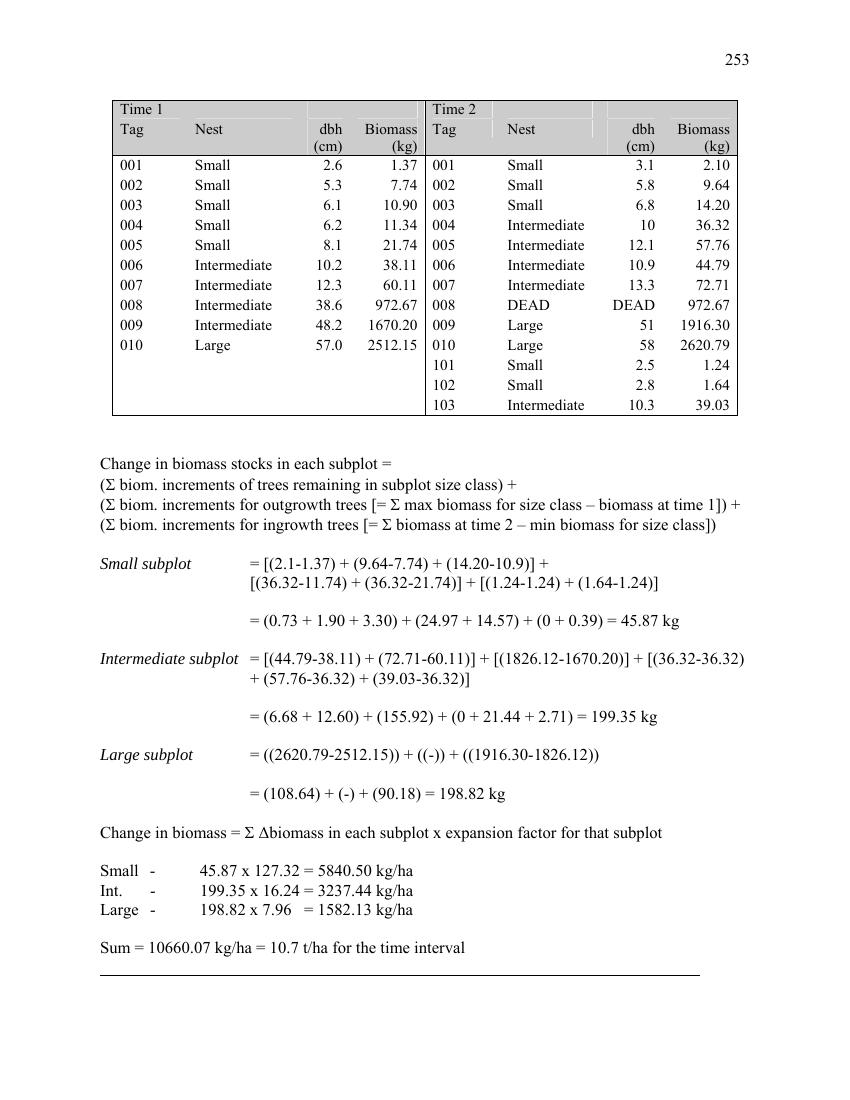 253
Time 1 Time 2
Tag Nest dbh (cm) Biomass (kg) Tag Nest dbh (cm) Biomass (kg)
001 Small 2.6 1.37 001 Small 3.1 2.10
002 Small 5.3 7.74 002 Small 5.8 9.64
003 Small 6.1 10.90 003 Small 6.8 14.20
004 Small 6.2 11.34 004 Intermediate 10 36.32
005 Small 8.1 21.74 005 Intermediate 12.1 57.76
006 Intermediate 10.2 38.11 006 Intermediate 10.9 44.79
007 Intermediate 12.3 60.11 007 Intermediate 13.3 72.71
008 Intermediate 38.6 972.67 008 DEAD DEAD 972.67
009 Intermediate 48.2 1670.20 009 Large 51 1916.30
010 Large 57.0 2512.15 010 Large 58 2620.79
101 Small 2.5 1.24
102 Small 2.8 1.64
103 Intermediate 10.3 39.03
Change in biomass stocks in each subplot =
(Σ biom. increments of trees remaining in subplot size class) +
(Σ biom. increments for outgrowth trees [= Σ max biomass for size class – biomass at time 1]) +
(Σ biom. increments for ingrowth trees [= Σ biomass at time 2 – min biomass for size class])
Small subplot = [(2.1-1.37) + (9.64-7.74) + (14.20-10.9)] +
[(36.32-11.74) + (36.32-21.74)] + [(1.24-1.24) + (1.64-1.24)]
= (0.73 + 1.90 + 3.30) + (24.97 + 14.57) + (0 + 0.39) = 45.87 kg
Intermediate subplot = [(44.79-38.11) + (72.71-60.11)] + [(1826.12-1670.20)] + [(36.32-36.32)
+ (57.76-36.32) + (39.03-36.32)]
= (6.68 + 12.60) + (155.92) + (0 + 21.44 + 2.71) = 199.35 kg
Large subplot = ((2620.79-2512.15)) + ((-)) + ((1916.30-1826.12))
= (108.64) + (-) + (90.18) = 198.82 kg
Change in biomass = Σ Δbiomass in each subplot x expansion factor for that subplot
Small - 45.87 x 127.32 = 5840.50 kg/ha
Int. - 199.35 x 16.24 = 3237.44 kg/ha
Large - 198.82 x 7.96 = 1582.13 kg/ha
Sum = 10660.07 kg/ha = 10.7 t/ha for the time interval